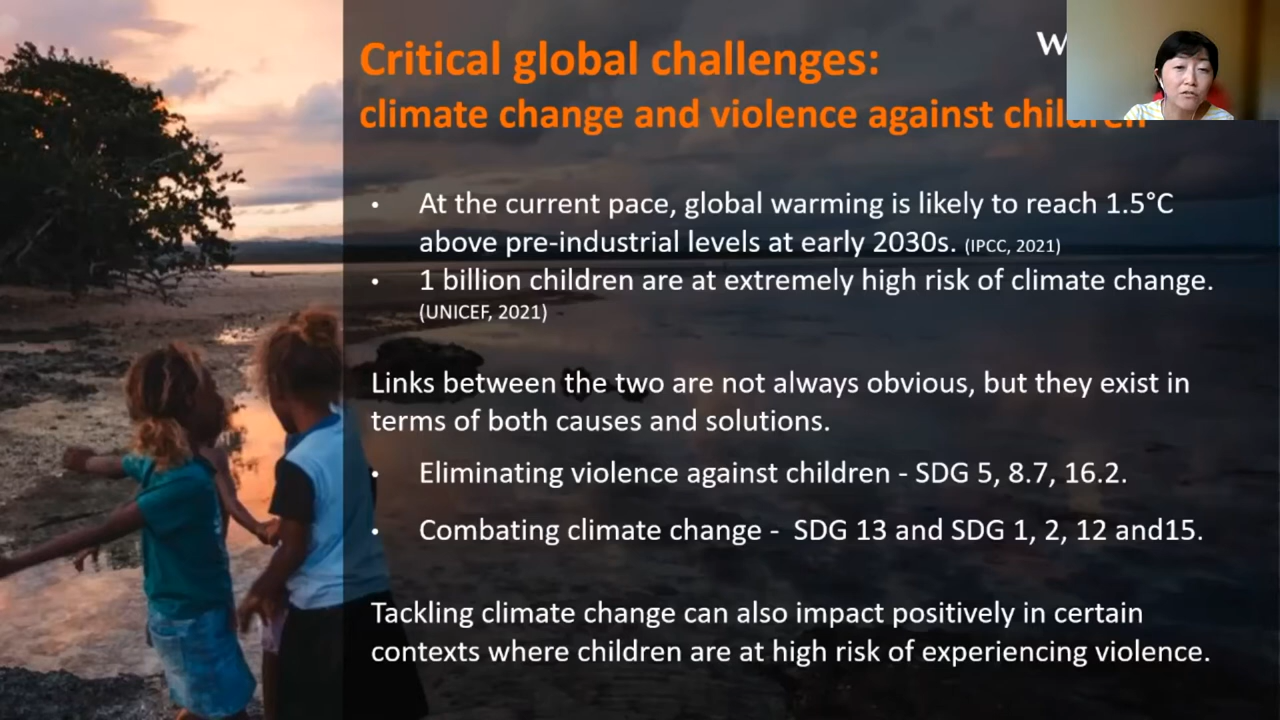 Critical global challenges:
climate change and violence against children
• At the current pace, global warming is likely to reach 1.5°C
above pre-industrial levels at early 2030s. (IPCC, 2021)
• 1 billion children are at extremely high risk of climate change.
(UNICEF, 2021)
Links between the two are not always obvious, but they exist in
terms of both causes and solutions.
• Eliminating violence against children - SDG 5, 8.7, 16.2.
• Combating climate change - SDG 13 and SDG 1, 2, 12 and15.
Tackling climate change can also impact positively in certain
contexts where children are at high risk of experiencing violence.